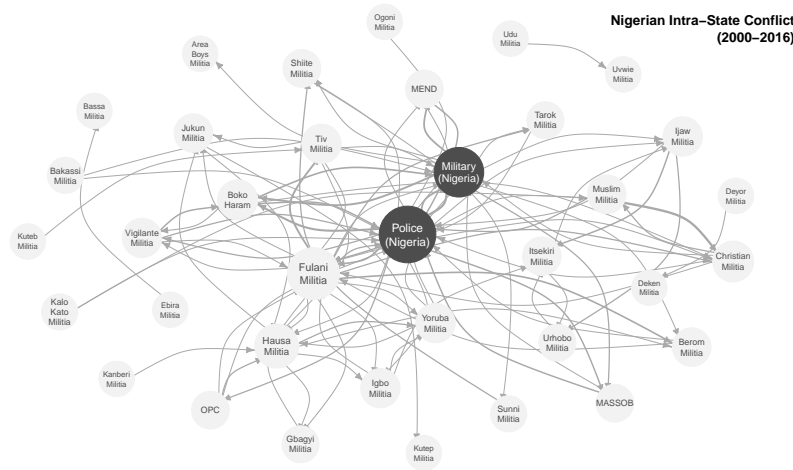 Nigerian Intra–State Conflict
(2000–2016)
Ogoni
Militia
Udu
Militia
Area
Boys
Militia
Shiite
Militia
Uvwie
Militia
MEND
Bassa
Militia
Tarok
Militia
Jukun
Militia
Tiv
Militia
Ijaw
Militia
Military
(Nigeria)
Bakassi
Militia
Boko
Haram
Muslim
Militia
Deyor
Militia
Kuteb
Militia
Vigilante
Militia
Police
(Nigeria)
Itsekiri
Militia
Christian
Militia
Fulani
Militia
Deken
Militia
Kalo
Kato
Militia
Ebira
Militia
Yoruba
Militia
Hausa
Militia
Urhobo
Militia
Berom
Militia
Kanberi
Militia
Igbo
Militia
OPC
Sunni
Militia
MASSOB
Gbagyi
Militia
Kutep
Militia